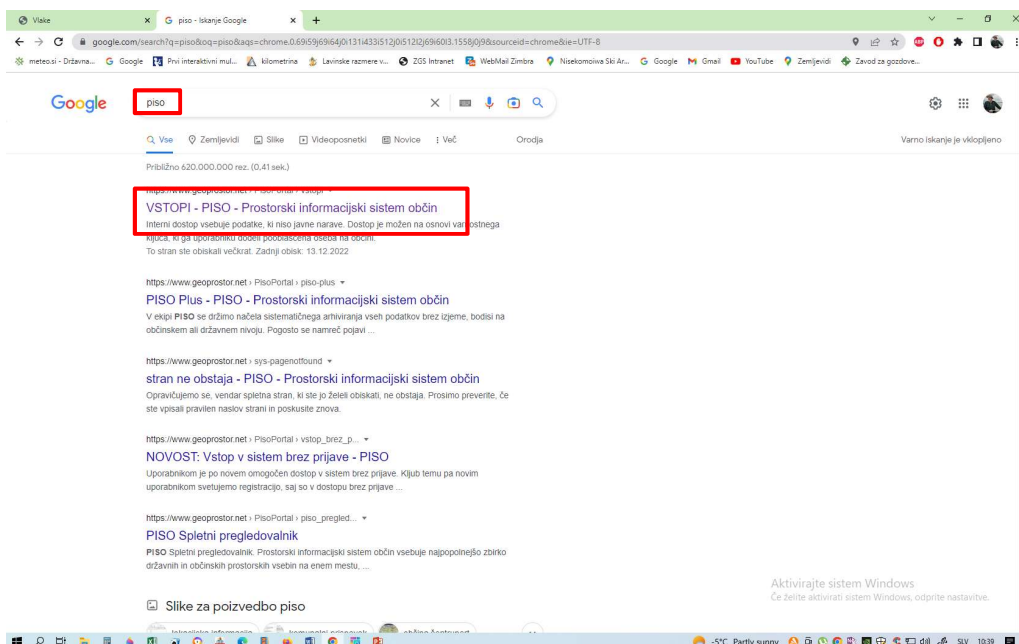 Vlake
piso - Iskanje Google
google.com/search?q=piso&oq=piso&aqs=chrome.0.69i59j69i64j0i131i433i512j0i512l2j69i60l3.1558j0j9&sourceid=chrome&ie=UTF-8
meteo.si - Državna... Google Prvi interaktivni mul... kilometrina Lavinske razmere v... ZGS Intranet WebMail Zimbra Nisekomoiwa Ski Ar... Google Gmail YouTube Zemljevidi Zavod za gozdove...
Google
piso
Vse Zemljevidi Slike Videoposnetki Novice Več Orodja
Varno iskanje je vklopljeno
Približno 620.000.000 rez. (0,41 sek.)
VSTOPI - PISO - Prostorski informacijski sistem občin
Interni dostop vsebuje podatke, ki niso javne narave. Dostop je možen na osnovi varnostnega
ključa, ki ga uporabniku dodeli pooblaščena oseba na občini.
To stran ste obiskali večkrat. Zadnji obisk: 13.12.2022
https://www.geoprostor.net › PisoPortal › piso-plus
PISO Plus - PISO - Prostorski informacijski sistem občin
V ekipi PISO se držimo načela sistematičnega arhiviranja vseh podatkov brez izjeme, bodisi na
občinskem ali državnem nivoju. Pogosto se namreč pojavi ...
https://www.geoprostor.net › sys-pagenotfound
stran ne obstaja - PISO - Prostorski informacijski sistem občin
Opravičujemo se, vendar spletna stran, ki ste jo želeli obiskati, ne obstaja. Prosimo preverite, če
ste vpisali pravilen naslov strani in poskusite znova.
https://www.geoprostor.net › PisoPortal › vstop_brez_p...
NOVOST: Vstop v sistem brez prijave - PISO
Uporabnikom je po novem omogočen dostop v sistem brez prijave. Kljub temu pa novim
uporabnikom svetujemo registracijo, saj so v dostopu brez prijave ...
https://www.geoprostor.net › PisoPortal › piso_pregled...
PISO Spletni pregledovalnik
PISO Spletni pregledovalnik. Prostorski informacijski sistem občin vsebuje najpopolnejšo zbirko
državnih in občinskih prostorskih vsebin na enem mestu, ...
Aktivirajte sistem Windows
Če želite aktivirati sistem Windows, odprite nastavitve.
Slike za poizvedbo piso
-5°C Partly sunny SLV 10:39